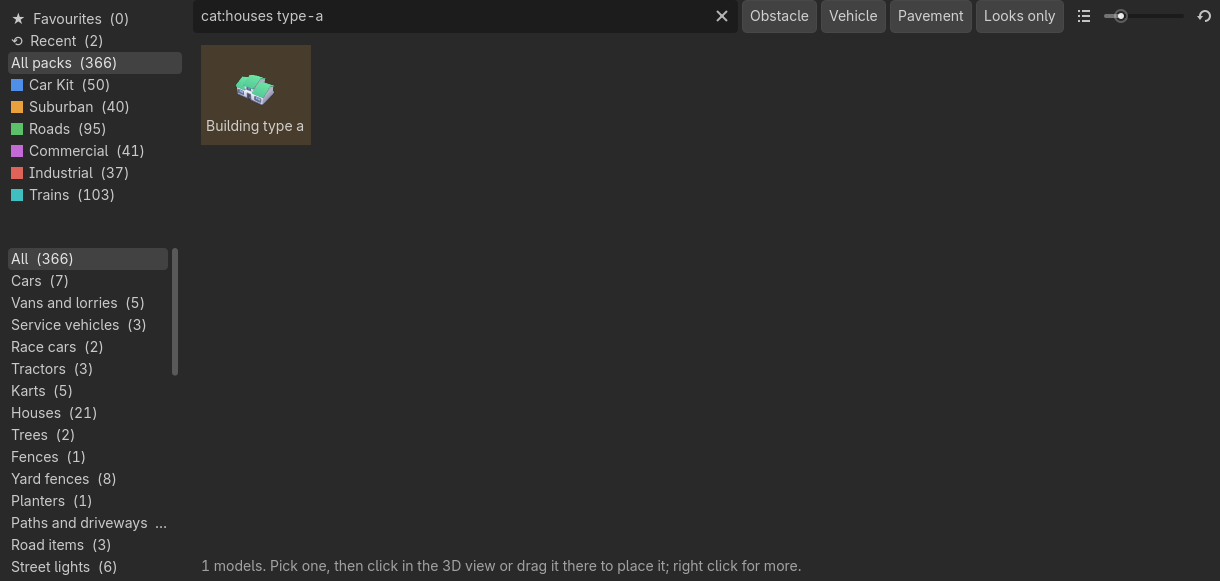 ★ Favourites (0)
⟲ Recent (2)
All packs (366)
Car Kit (50)
Suburban (40)
Roads (95)
Commercial (41)
Industrial (37)
Trains (103)
All (366)
Cars (7)
Vans and lorries (5)
Service vehicles (3)
Race cars (2)
Tractors (3)
Karts (5)
Houses (21)
Trees (2)
Fences (1)
Yard fences (8)
Planters (1)
Paths and driveways ...
Road items (3)
Street lights (6)
cat:houses type-a
Obstacle Vehicle Pavement Looks only
Building type a
1 models. Pick one, then click in the 3D view or drag it there to place it; right click for more.